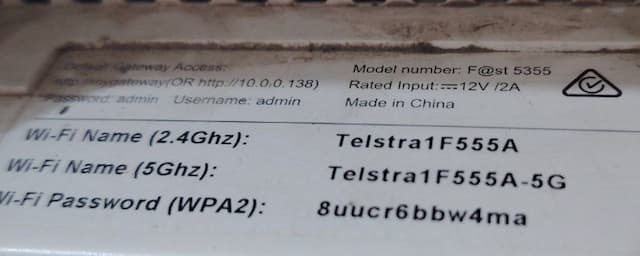 Default Gateway Access:
http://mygateway(OR http://10.0.0.138)
Password: admin Username: admin
Model number: F@st 5355
Rated Input: ⎓12V /2A
Made in China
Wi-Fi Name (2.4Ghz): Telstra1F555A
Wi-Fi Name (5Ghz): Telstra1F555A-5G
Wi-Fi Password (WPA2): 8uucr6bbw4ma